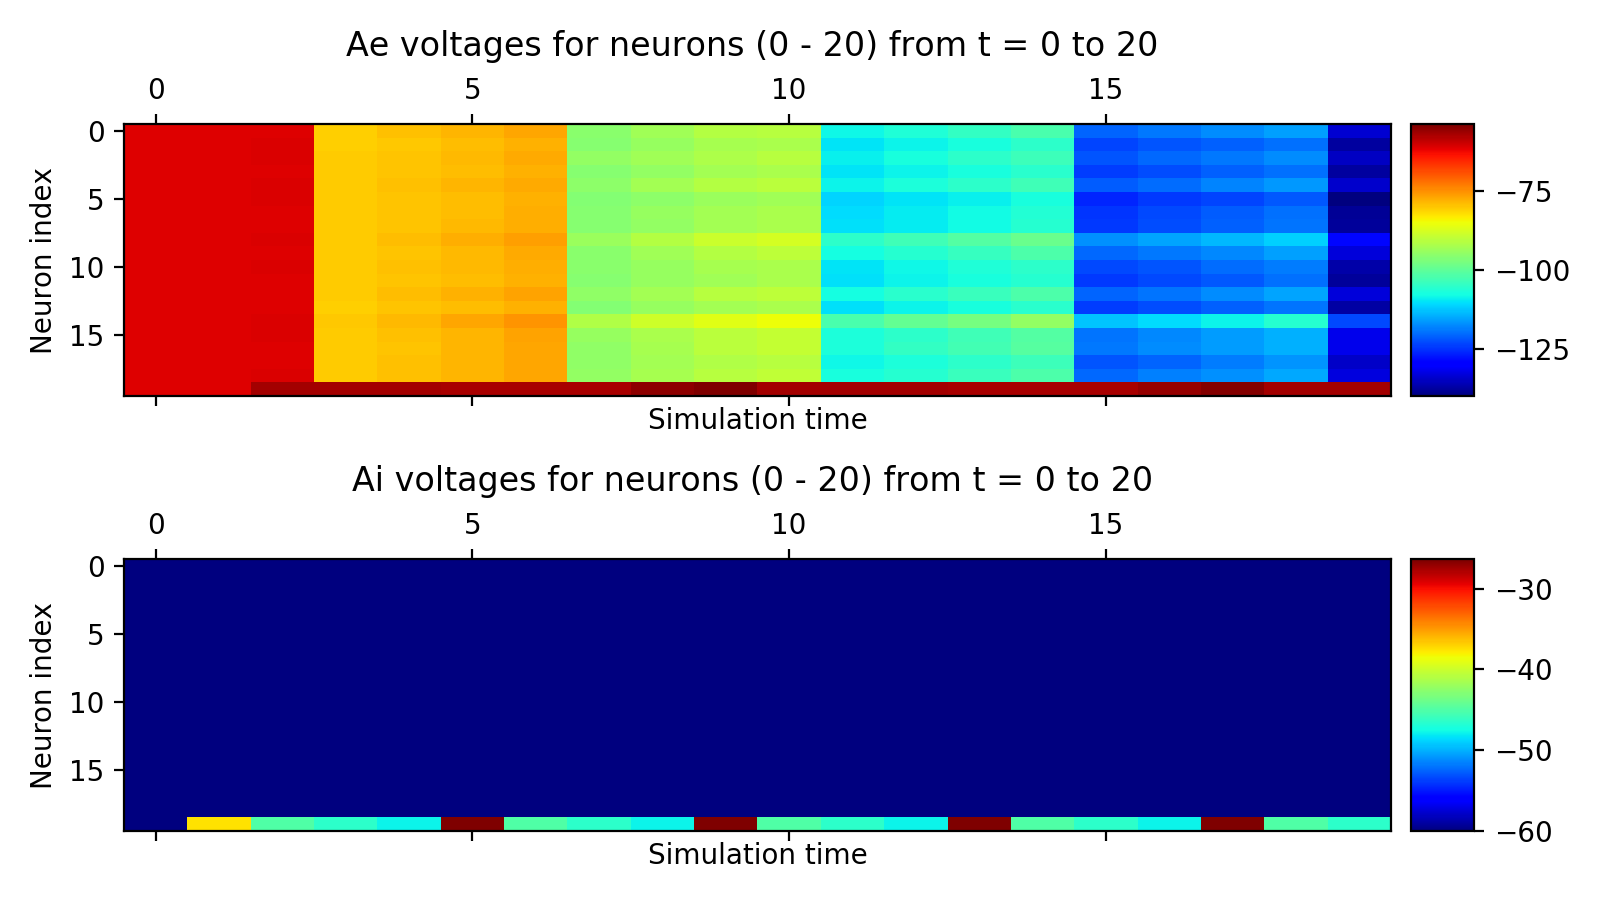 Ae voltages for neurons (0 - 20) from t = 0 to 20
0 5 10 15
0
5
10
15
Neuron index
Simulation time
−75
−100
−125
Ai voltages for neurons (0 - 20) from t = 0 to 20
0 5 10 15
0
5
10
15
Neuron index
Simulation time
−30
−40
−50
−60